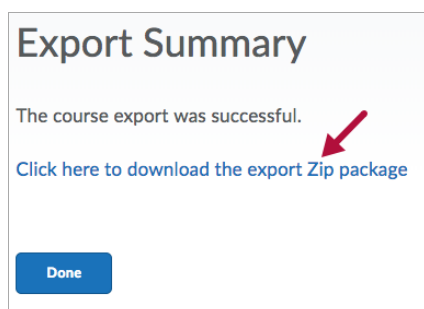 Export Summary
The course export was successful.
Click here to download the export Zip package
Done